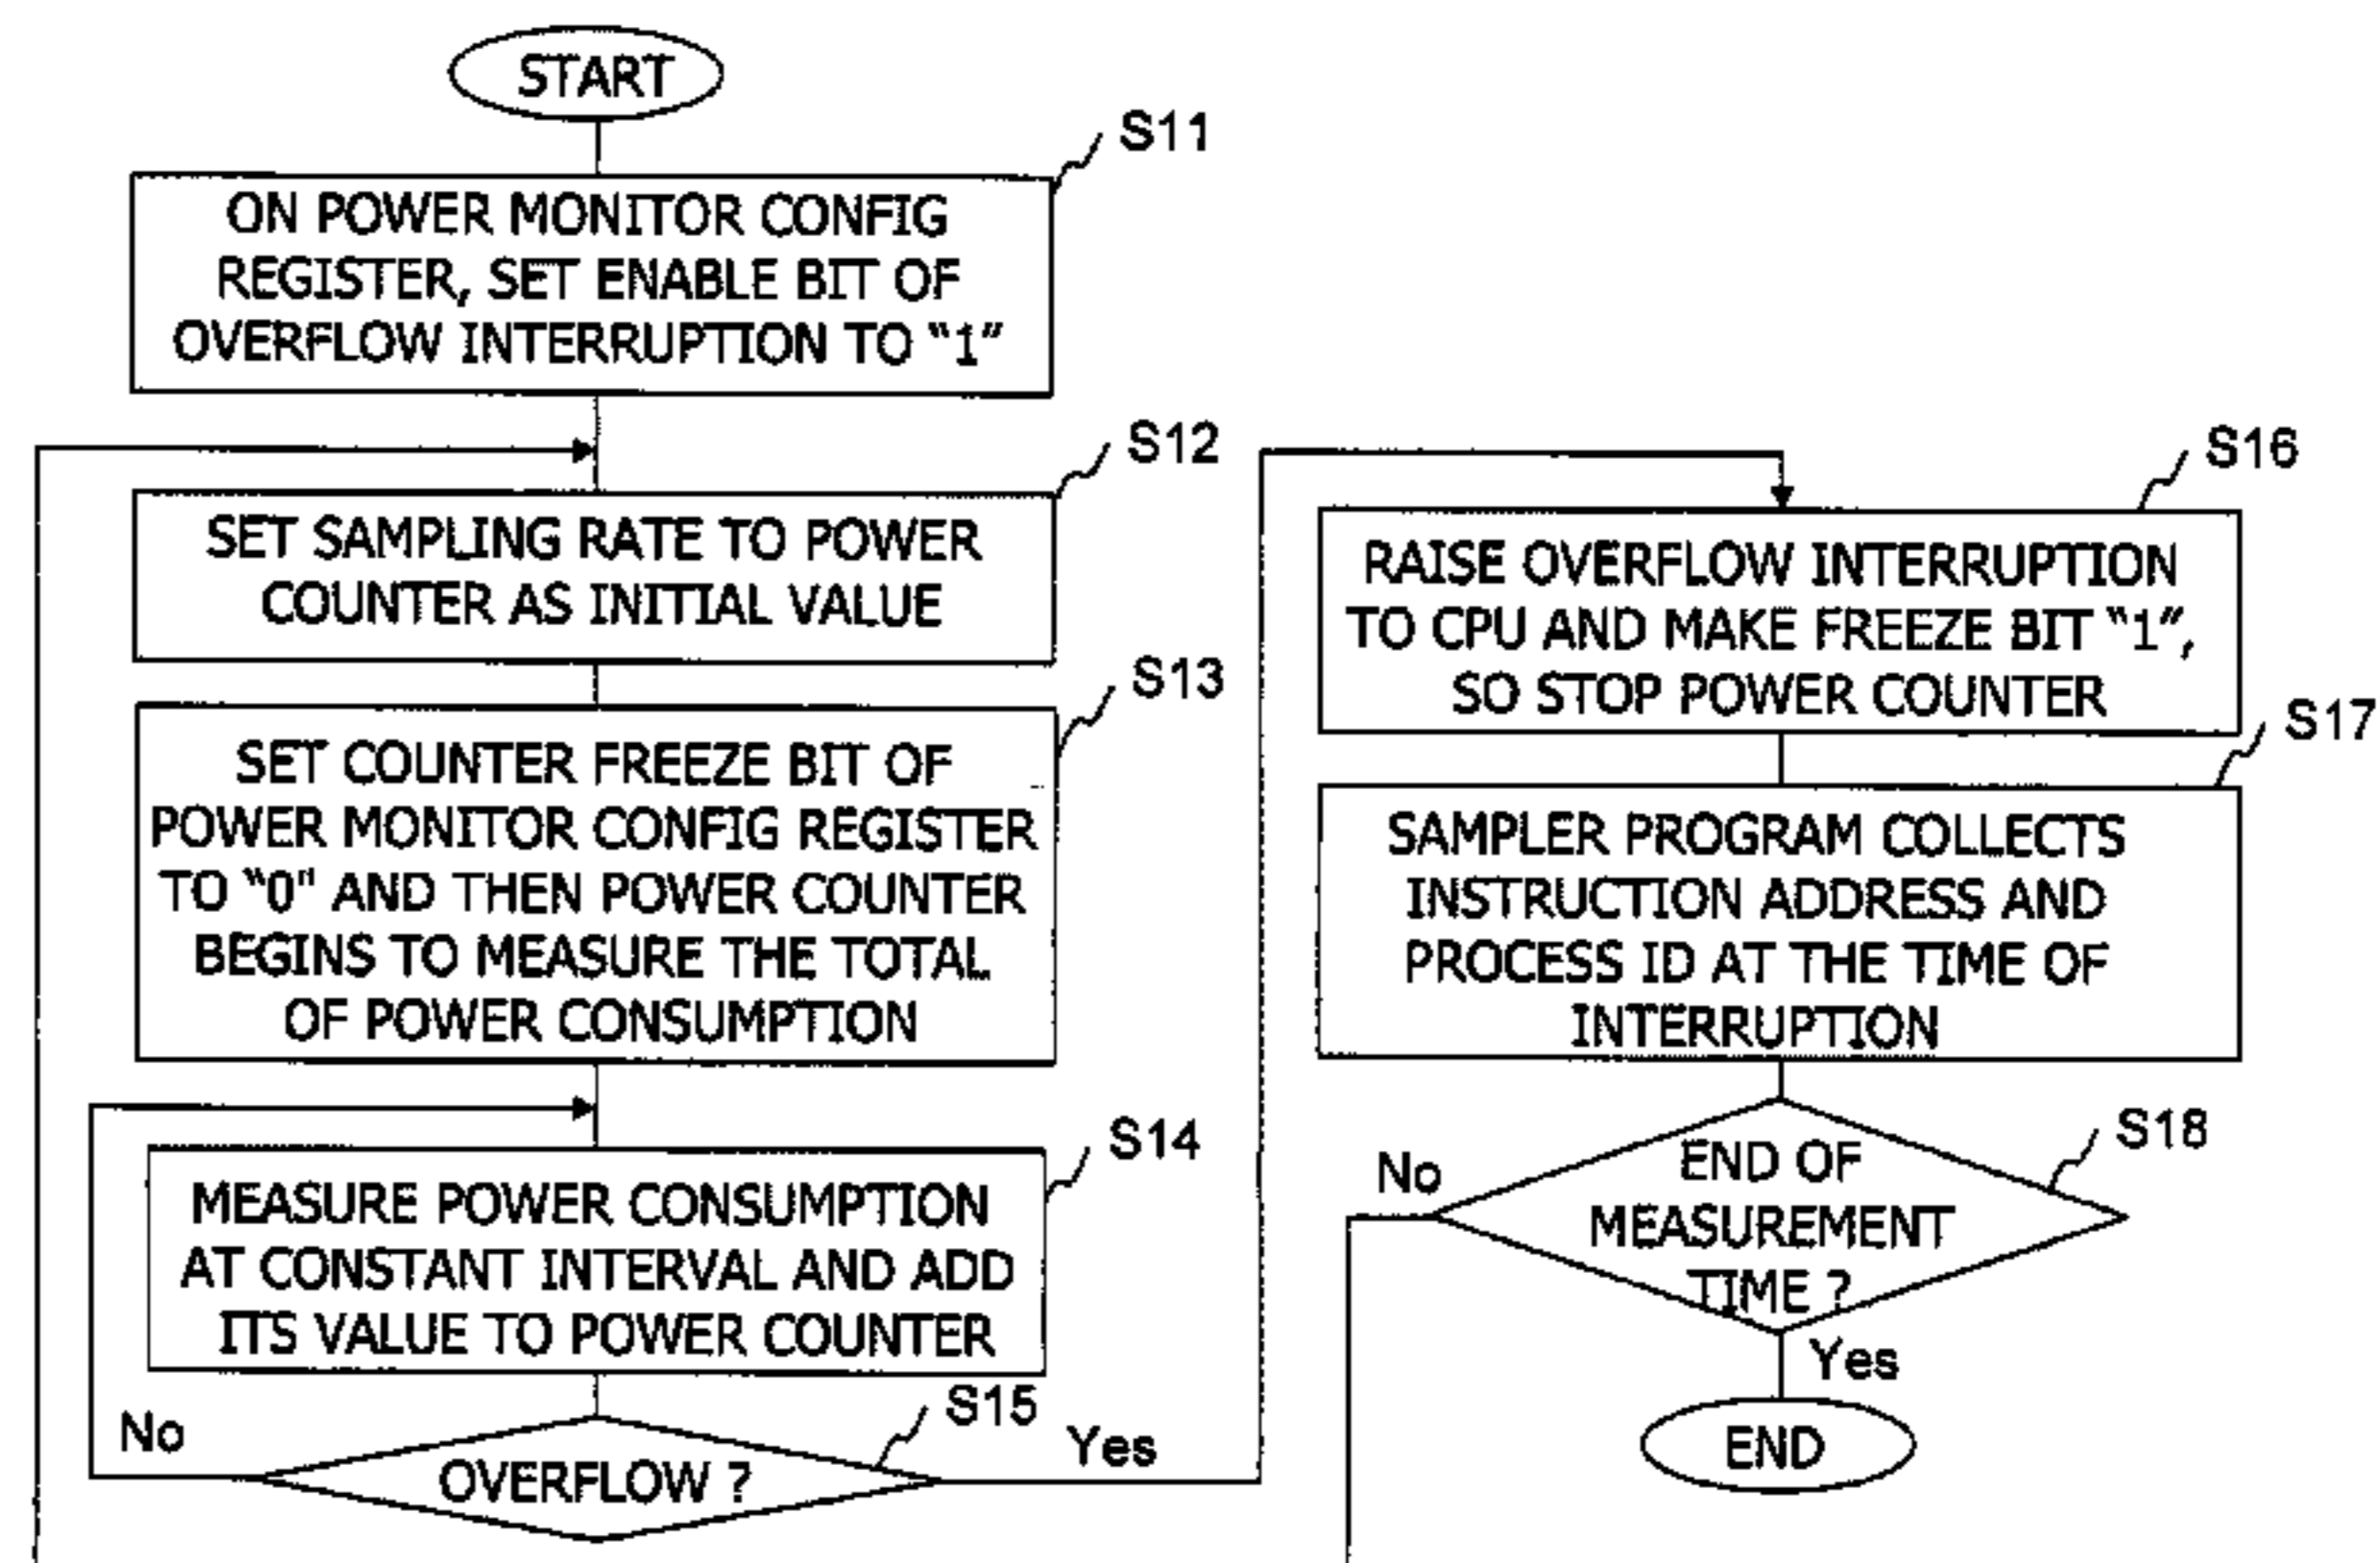 START
S11
ON POWER MONITOR CONFIG
REGISTER, SET ENABLE BIT OF
OVERFLOW INTERRUPTION TO “1”
S12
SET SAMPLING RATE TO POWER
COUNTER AS INITIAL VALUE
S13
SET COUNTER FREEZE BIT OF
POWER MONITOR CONFIG REGISTER
TO “0” AND THEN POWER COUNTER
BEGINS TO MEASURE THE TOTAL
OF POWER CONSUMPTION
S14
MEASURE POWER CONSUMPTION
AT CONSTANT INTERVAL AND ADD
ITS VALUE TO POWER COUNTER
S15
No
OVERFLOW ?
Yes
S16
RAISE OVERFLOW INTERRUPTION
TO CPU AND MAKE FREEZE BIT “1”,
SO STOP POWER COUNTER
S17
SAMPLER PROGRAM COLLECTS
INSTRUCTION ADDRESS AND
PROCESS ID AT THE TIME OF
INTERRUPTION
S18
No
END OF
MEASUREMENT
TIME ?
Yes
END